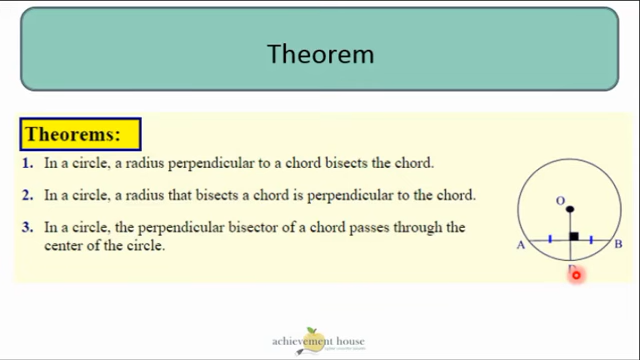 Theorem
Theorems:
1. In a circle, a radius perpendicular to a chord bisects the chord.
2. In a circle, a radius that bisects a chord is perpendicular to the chord.
3. In a circle, the perpendicular bisector of a chord passes through the
center of the circle.
O
A
B
achievement house